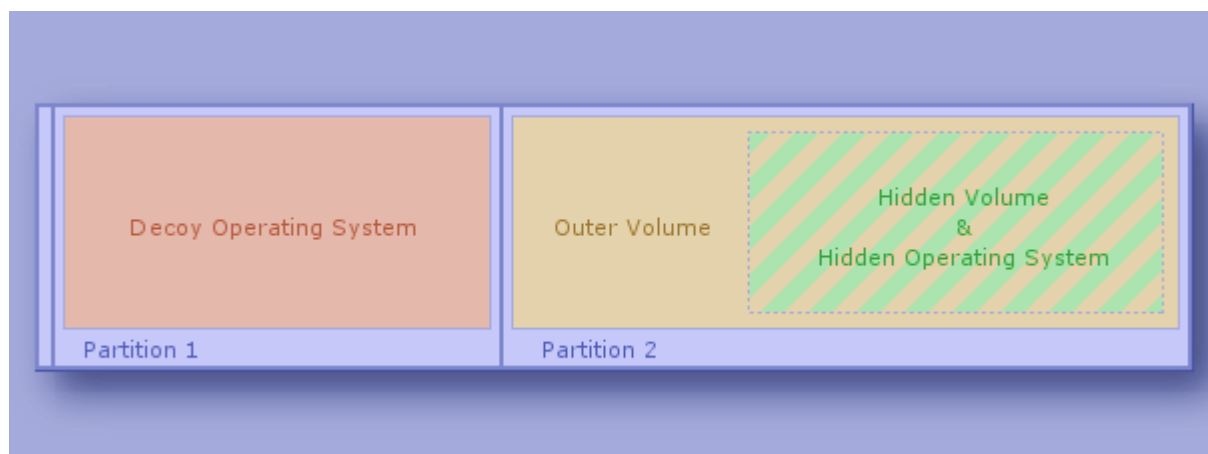 Decoy Operating System
Outer Volume
Hidden Volume
&
Hidden Operating System
Partition 1
Partition 2